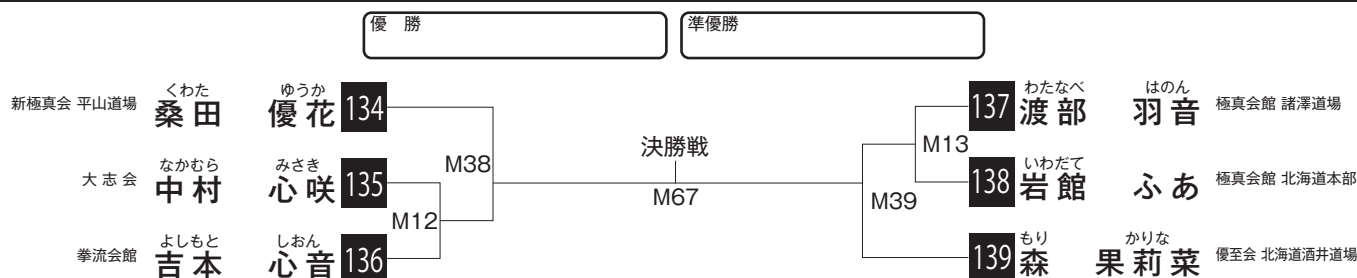 優　勝
準優勝
新極真会 平山道場 くわた ゆうか 桑田 優花 134
大志会 なかむら みさき 中村 心咲 135
拳流会館 よしもと しおん 吉本 心音 136
M38
M12
決勝戦
M67
M13
M39
137 わたなべ はのん 渡部 羽音 極真会館 諸澤道場
138 いわだて 岩館 ふあ 極真会館 北海道本部
139 もり かりな 森 果莉菜 優至会 北海道酒井道場